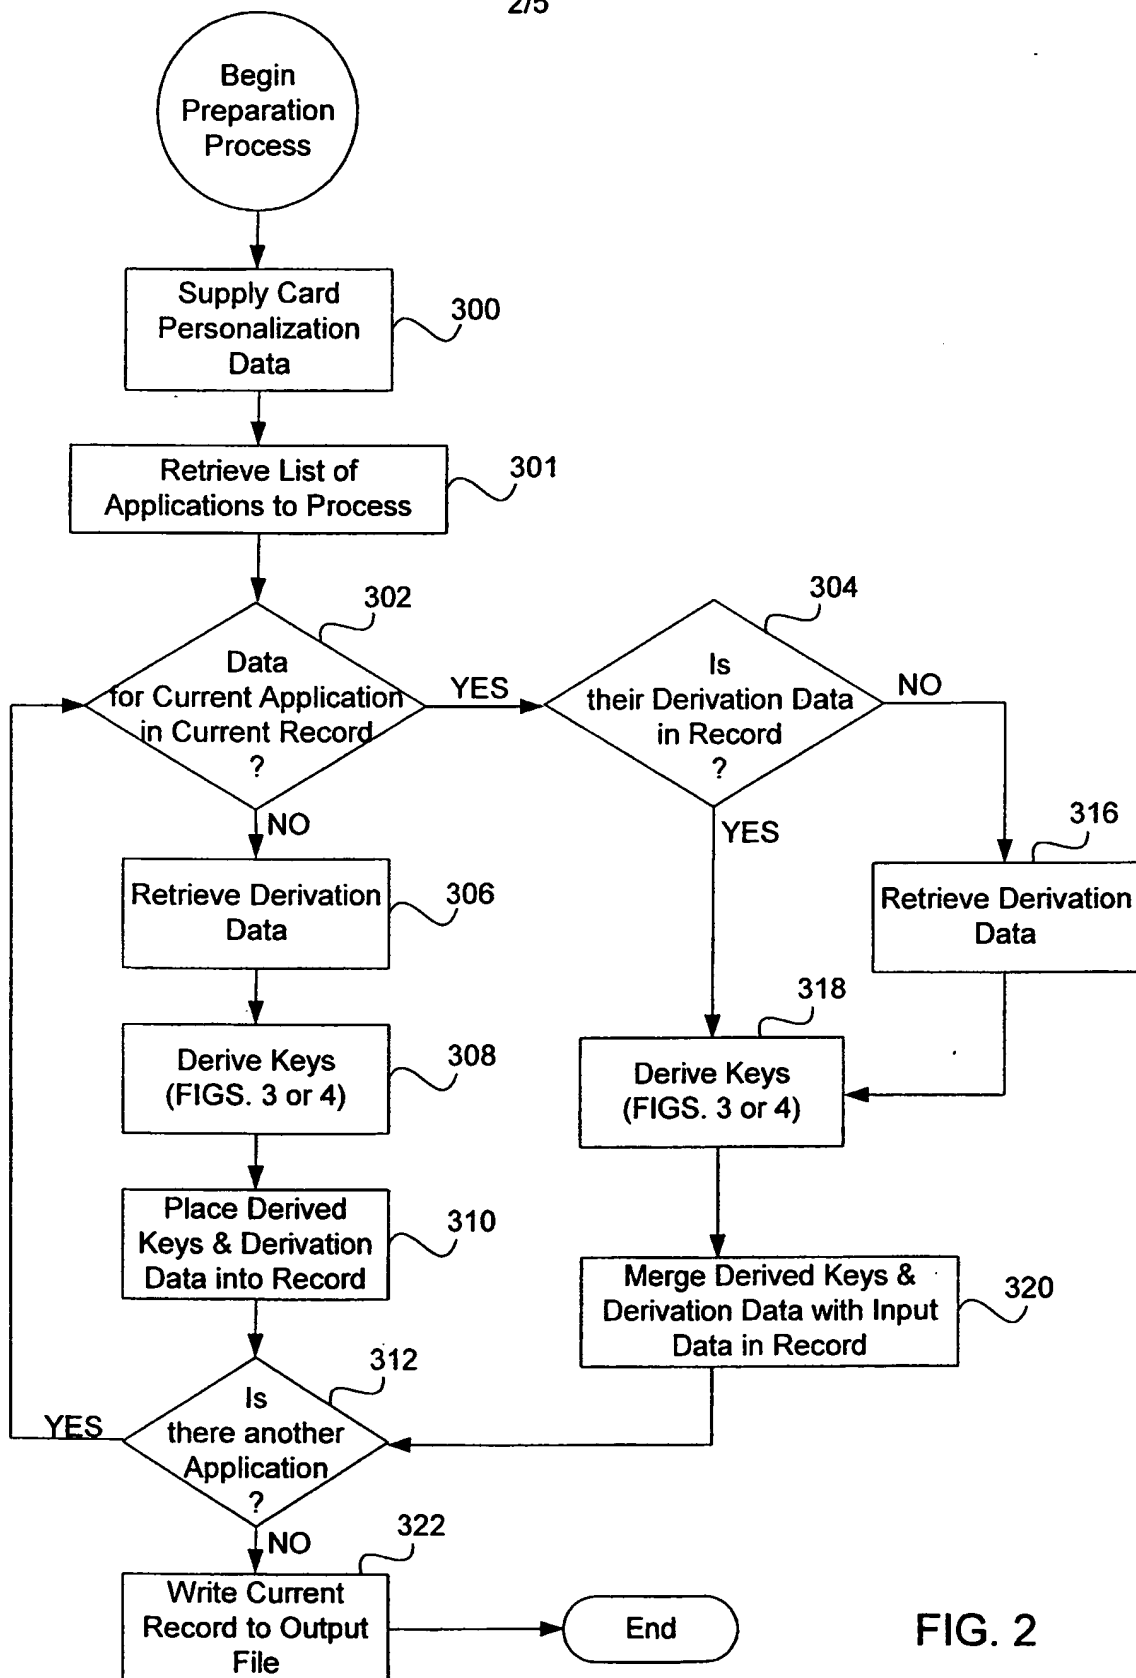 2/5
Begin
Preparation
Process
Supply Card
Personalization
Data
300
Retrieve List of
Applications to Process
301
302
Data
for Current Application
in Current Record
?
YES
NO
304
Is
their Derivation Data
in Record
?
NO
YES
316
Retrieve Derivation
Data
Retrieve Derivation
Data
306
318
Derive Keys
(FIGS. 3 or 4)
308
Derive Keys
(FIGS. 3 or 4)
Place Derived
Keys & Derivation
Data into Record
310
Merge Derived Keys &
Derivation Data with Input
Data in Record
320
312
Is
there another
Application
?
YES
NO
322
Write Current
Record to Output
File
End
FIG. 2